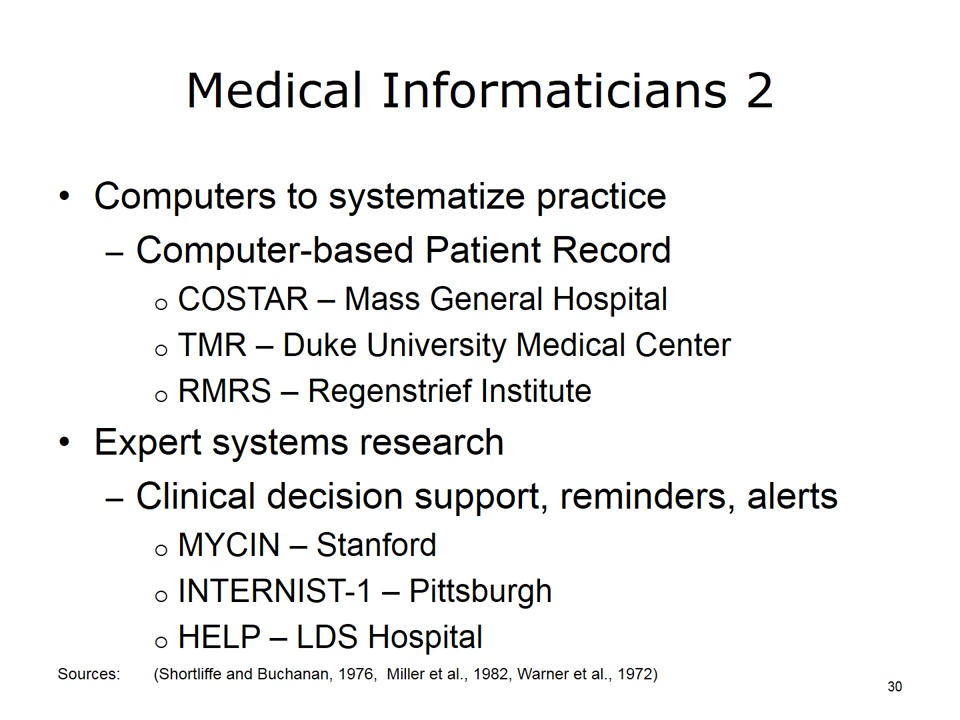 Medical Informaticians 2
• Computers to systematize practice
– Computer-based Patient Record
o COSTAR – Mass General Hospital
o TMR – Duke University Medical Center
o RMRS – Regenstrief Institute
• Expert systems research
– Clinical decision support, reminders, alerts
o MYCIN – Stanford
o INTERNIST-1 – Pittsburgh
o HELP – LDS Hospital
Sources: (Shortliffe and Buchanan, 1976, Miller et al., 1982, Warner et al., 1972)
30